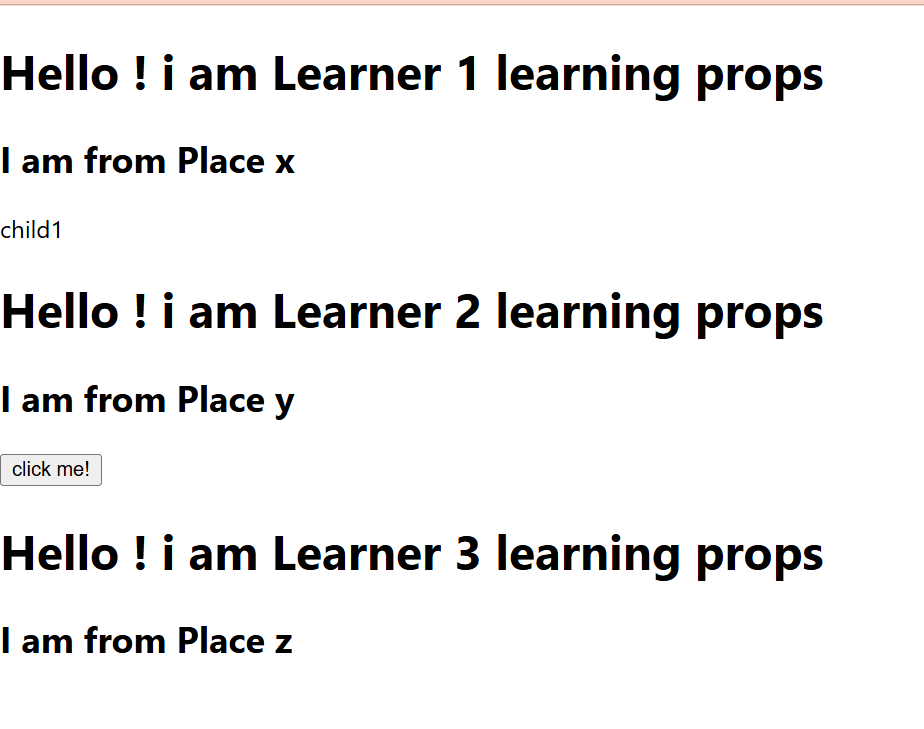 Hello ! i am Learner 1 learning props
I am from Place x
child1
Hello ! i am Learner 2 learning props
I am from Place y
click me!
Hello ! i am Learner 3 learning props
I am from Place z